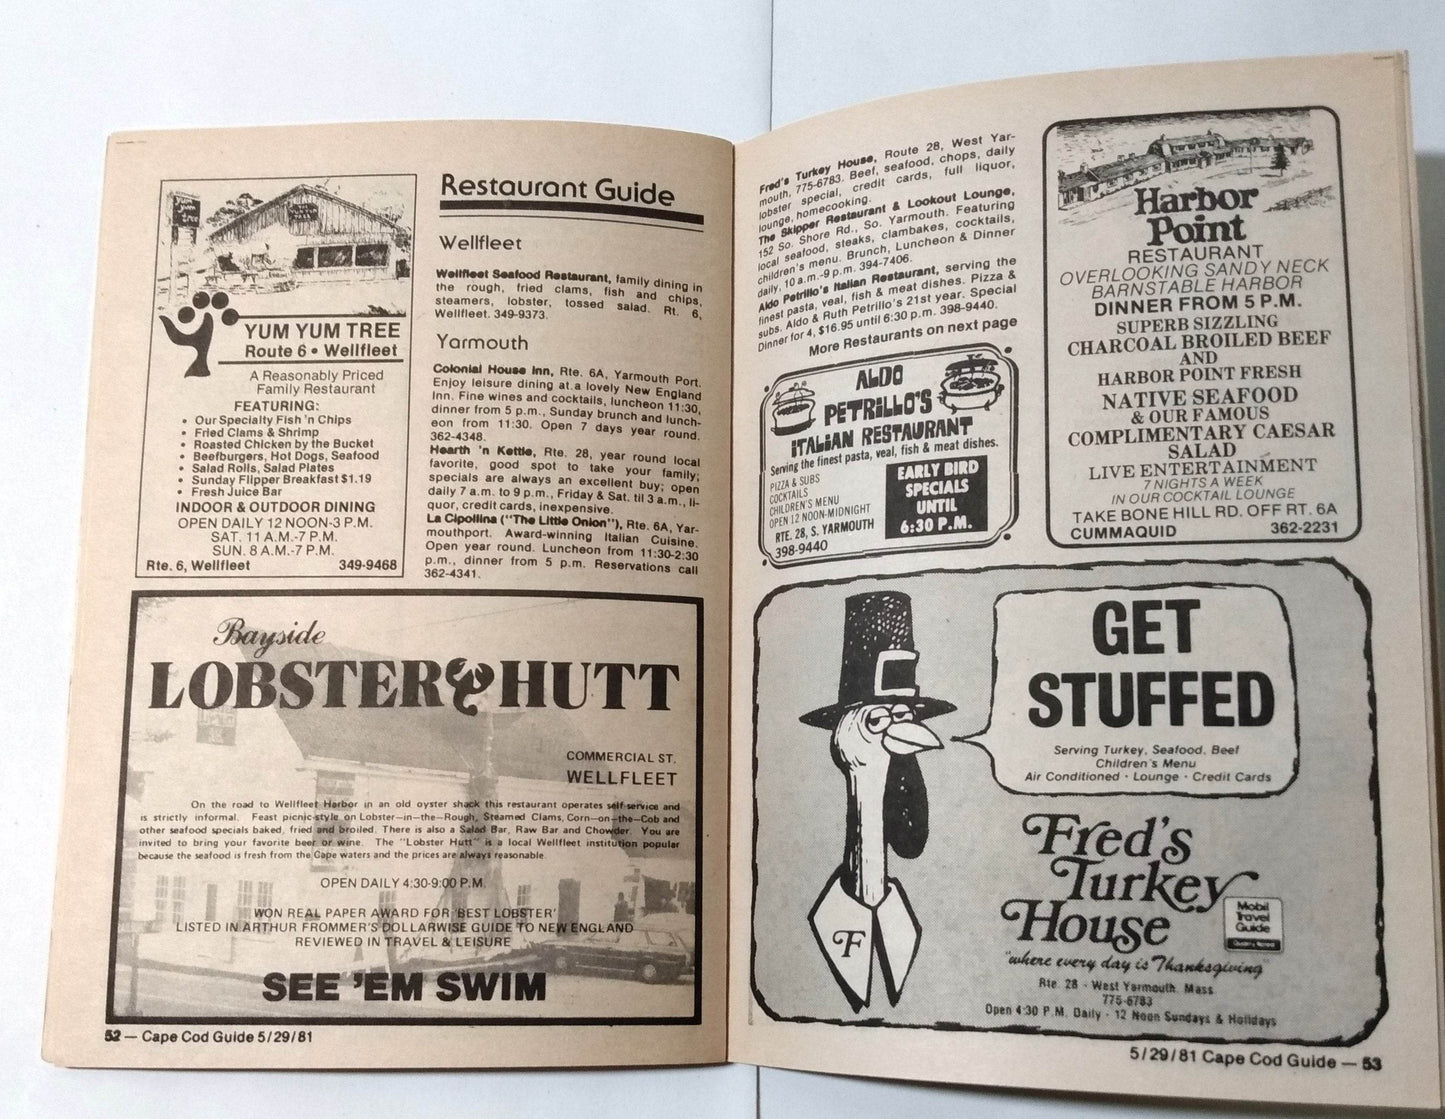 Yum
Yum
tree
YUM YUM TREE
Route 6 • Wellfleet
A Reasonably Priced
Family Restaurant
FEATURING:
• Our Specialty Fish 'n Chips
• Fried Clams & Shrimp
• Roasted Chicken by the Bucket
• Beefburgers, Hot Dogs, Seafood
• Salad Rolls, Salad Plates
• Sunday Flipper Breakfast $1.19
• Fresh Juice Bar
INDOOR & OUTDOOR DINING
OPEN DAILY 12 NOON-3 P.M.
SAT. 11 A.M.-7 P.M.
SUN. 8 A.M.-7 P.M.
Rte. 6, Wellfleet 349-9468
Restaurant Guide
Wellfleet
Wellfleet Seafood Restaurant, family dining in
the rough, fried clams, fish and chips,
steamers, lobster, tossed salad. Rt. 6,
Wellfleet. 349-9373.
Yarmouth
Colonial House Inn, Rte. 6A, Yarmouth Port.
Enjoy leisure dining at a lovely New England
Inn. Fine wines and cocktails, luncheon 11:30,
dinner from 5 p.m., Sunday brunch and lunch-
eon from 11:30. Open 7 days year round.
362-4348.
Hearth 'n Kettle, Rte. 28, year round local
favorite, good spot to take your family;
specials are always an excellent buy; open
daily 7 a.m. to 9 p.m., Friday & Sat. til 3 a.m., li-
quor, credit cards, inexpensive.
La Cipollina ("The Little Onion"), Rte. 6A, Yar-
mouthport. Award-winning Italian Cuisine.
Open year round. Luncheon from 11:30-2:30
p.m., dinner from 5 p.m. Reservations call
362-4341.
Bayside
LOBSTER HUTT
COMMERCIAL ST.
WELLFLEET
On the road to Wellfleet Harbor in an old oyster shack this restaurant operates self-service and
is strictly informal. Feast picnic-style on Lobster—in—the—Rough, Steamed Clams, Corn—on—the—Cob and
other seafood specials baked, fried and broiled. There is also a Salad Bar, Raw Bar and Chowder. You are
invited to bring your favorite beer or wine. The "Lobster Hutt" is a local Wellfleet institution popular
because the seafood is fresh from the Cape waters and the prices are always reasonable.
OPEN DAILY 4:30-9:00 P.M.
WON REAL PAPER AWARD FOR 'BEST LOBSTER'
LISTED IN ARTHUR FROMMER'S DOLLARWISE GUIDE TO NEW ENGLAND
REVIEWED IN TRAVEL & LEISURE
SEE 'EM SWIM
52 — Cape Cod Guide 5/29/81
Fred's Turkey House, Route 28, West Yar-
mouth, 775-6783. Beef, seafood, chops, daily
lobster special, credit cards, full liquor,
lounge, homecooking.
The Skipper Restaurant & Lookout Lounge,
152 So. Shore Rd., So. Yarmouth. Featuring
local seafood, steaks, clambakes, cocktails,
children's menu. Brunch, Luncheon & Dinner
daily, 10 a.m.-9 p.m. 394-7406.
Aldo Petrillo's Italian Restaurant, serving the
finest pasta, veal, fish & meat dishes. Pizza &
subs. Aldo & Ruth Petrillo's 21st year. Special
Dinner for 4, $16.95 until 6:30 p.m. 398-9440.
More Restaurants on next page
ALDO
PETRILLO'S
ITALIAN RESTAURANT
Serving the finest pasta, veal, fish & meat dishes.
PIZZA & SUBS
COCKTAILS
CHILDREN'S MENU
OPEN 12 NOON-MIDNIGHT
RTE. 28, S. YARMOUTH
398-9440
EARLY BIRD
SPECIALS
UNTIL
6:30 P.M.
Harbor
Point
RESTAURANT
OVERLOOKING SANDY NECK
BARNSTABLE HARBOR
DINNER FROM 5 P.M.
SUPERB SIZZLING
CHARCOAL BROILED BEEF
AND
HARBOR POINT FRESH
NATIVE SEAFOOD
& OUR FAMOUS
COMPLIMENTARY CAESAR
SALAD
LIVE ENTERTAINMENT
7 NIGHTS A WEEK
IN OUR COCKTAIL LOUNGE
TAKE BONE HILL RD. OFF RT. 6A
CUMMAQUID 362-2231
GET
STUFFED
Serving Turkey, Seafood, Beef
Children's Menu
Air Conditioned · Lounge · Credit Cards
F
Fred's
Turkey
House
Mobil
Travel
Guide
"where every day is Thanksgiving"
Rte. 28 - West Yarmouth, Mass.
775-6783
Open 4:30 P.M. Daily - 12 Noon Sundays & Holidays
5/29/81 Cape Cod Guide — 53